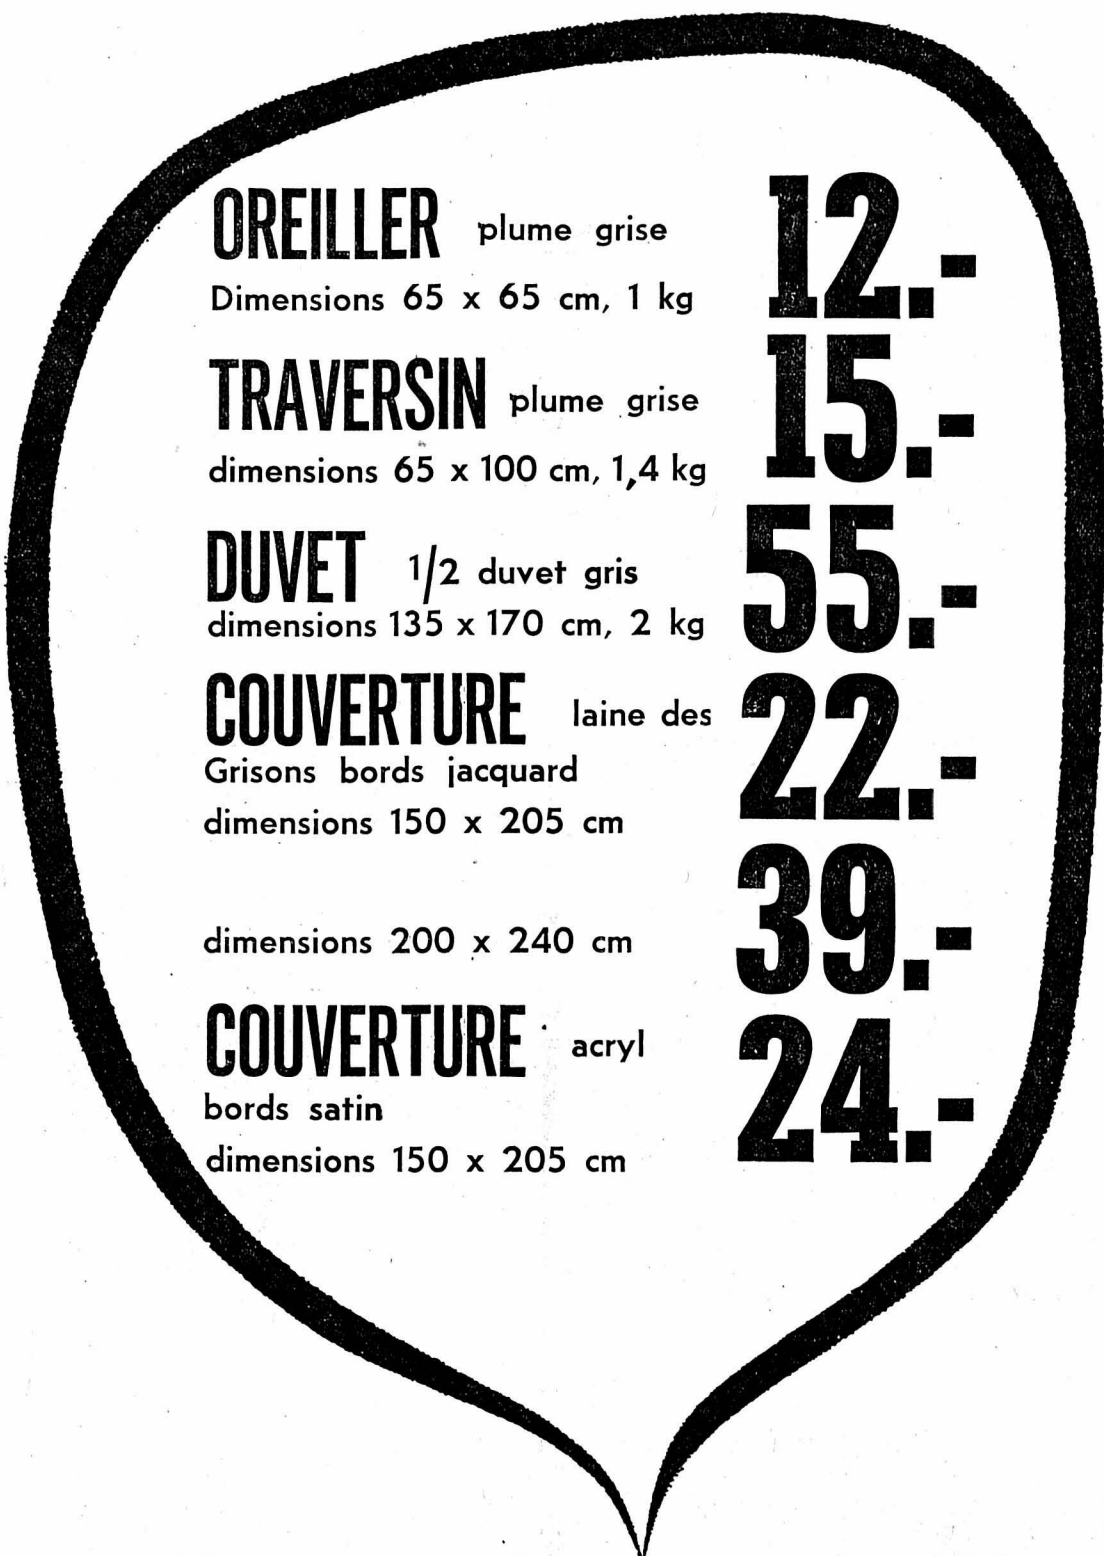 OREILLER plume grise 12.-
Dimensions 65 x 65 cm, 1 kg
TRAVERSIN plume grise 15.-
dimensions 65 x 100 cm, 1,4 kg
DUVET 1/2 duvet gris 55.-
dimensions 135 x 170 cm, 2 kg
COUVERTURE laine des 22.-
Grisons bords jacquard
dimensions 150 x 205 cm
dimensions 200 x 240 cm 39.-
COUVERTURE acryl 24.-
bords satin
dimensions 150 x 205 cm